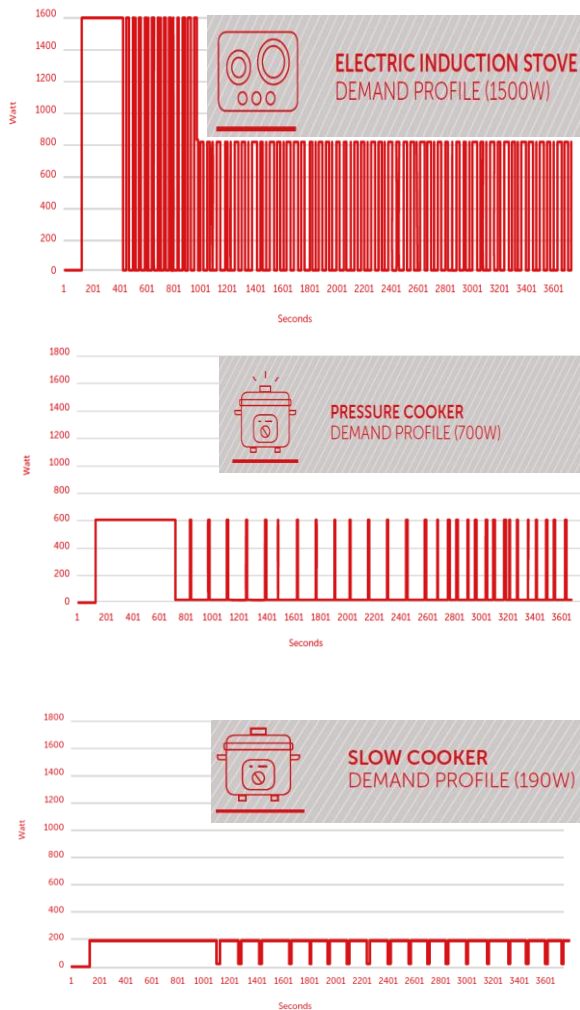 1600
1400
1200
1000
800
600
400
200
0
Watt
ELECTRIC INDUCTION STOVE
DEMAND PROFILE (1500W)
1 201 401 601 801 1001 1201 1401 1601 1801 2001 2201 2401 2601 2801 3001 3201 3401 3601
Seconds
1800
1600
1400
1200
1000
800
600
400
200
0
Watt
PRESSURE COOKER
DEMAND PROFILE (700W)
1 201 401 601 801 1001 1201 1401 1601 1801 2001 2201 2401 2601 2801 3001 3201 3401 3601
Seconds
1800
1600
1400
1200
1000
800
600
400
200
0
Watt
SLOW COOKER
DEMAND PROFILE (190W)
1 201 401 601 801 1001 1201 1401 1601 1801 2001 2201 2401 2601 2801 3001 3201 3401 3601
Seconds